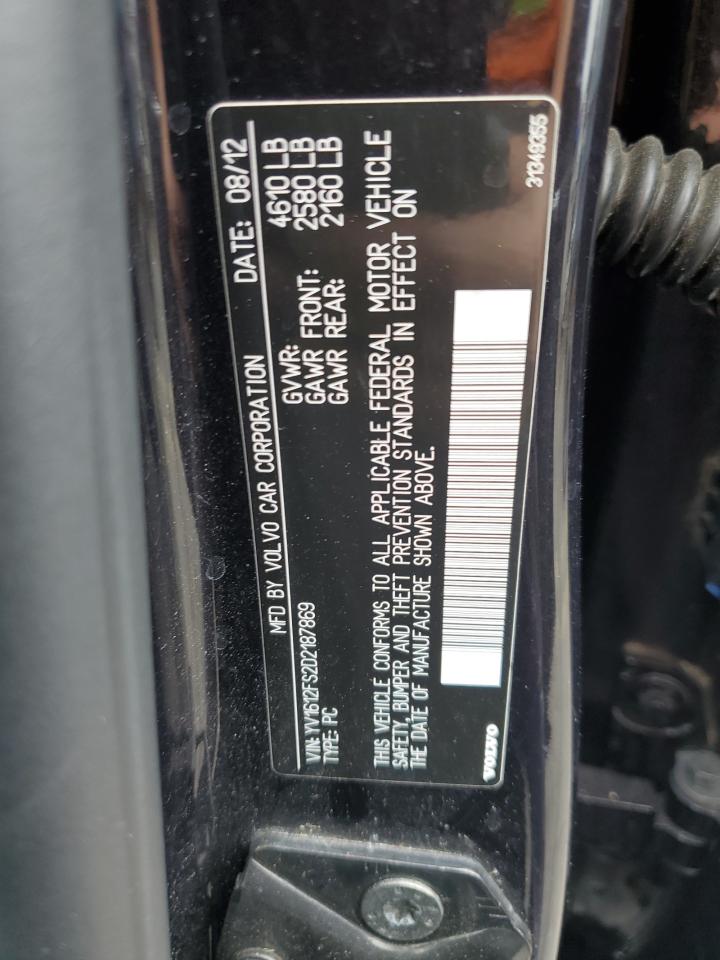 MFD BY VOLVO CAR CORPORATION DATE: 08/12
GVWR: 4610 LB
GAWR FRONT: 2580 LB
GAWR REAR: 2160 LB
VIN: YV1612FS2D2187869
TYPE: PC
THIS VEHICLE CONFORMS TO ALL APPLICABLE FEDERAL MOTOR VEHICLE
SAFETY, BUMPER AND THEFT PREVENTION STANDARDS IN EFFECT ON
THE DATE OF MANUFACTURE SHOWN ABOVE.
VOLVO 31349355